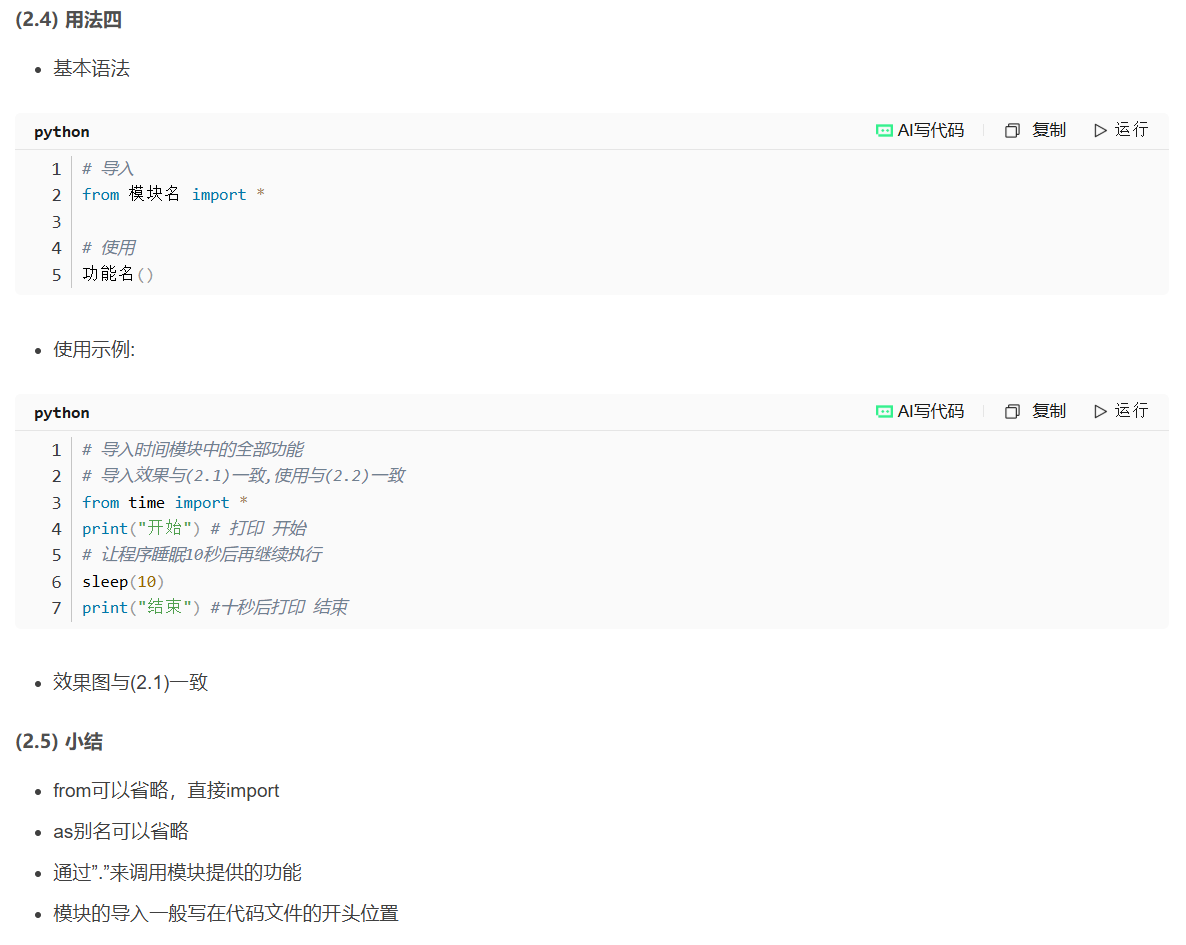 (2.4) 用法四
基本语法
python
AI写代码
复制
运行
1 # 导入
2 from 模块名 import *
3
4 # 使用
5 功能名()
使用示例:
python
AI写代码
复制
运行
1 # 导入时间模块中的全部功能
2 # 导入效果与(2.1)一致,使用与(2.2)一致
3 from time import *
4 print("开始") # 打印 开始
5 # 让程序睡眠10秒后再继续执行
6 sleep(10)
7 print("结束") #十秒后打印 结束
效果图与(2.1)一致
(2.5) 小结
from可以省略，直接import
as别名可以省略
通过”.”来调用模块提供的功能
模块的导入一般写在代码文件的开头位置